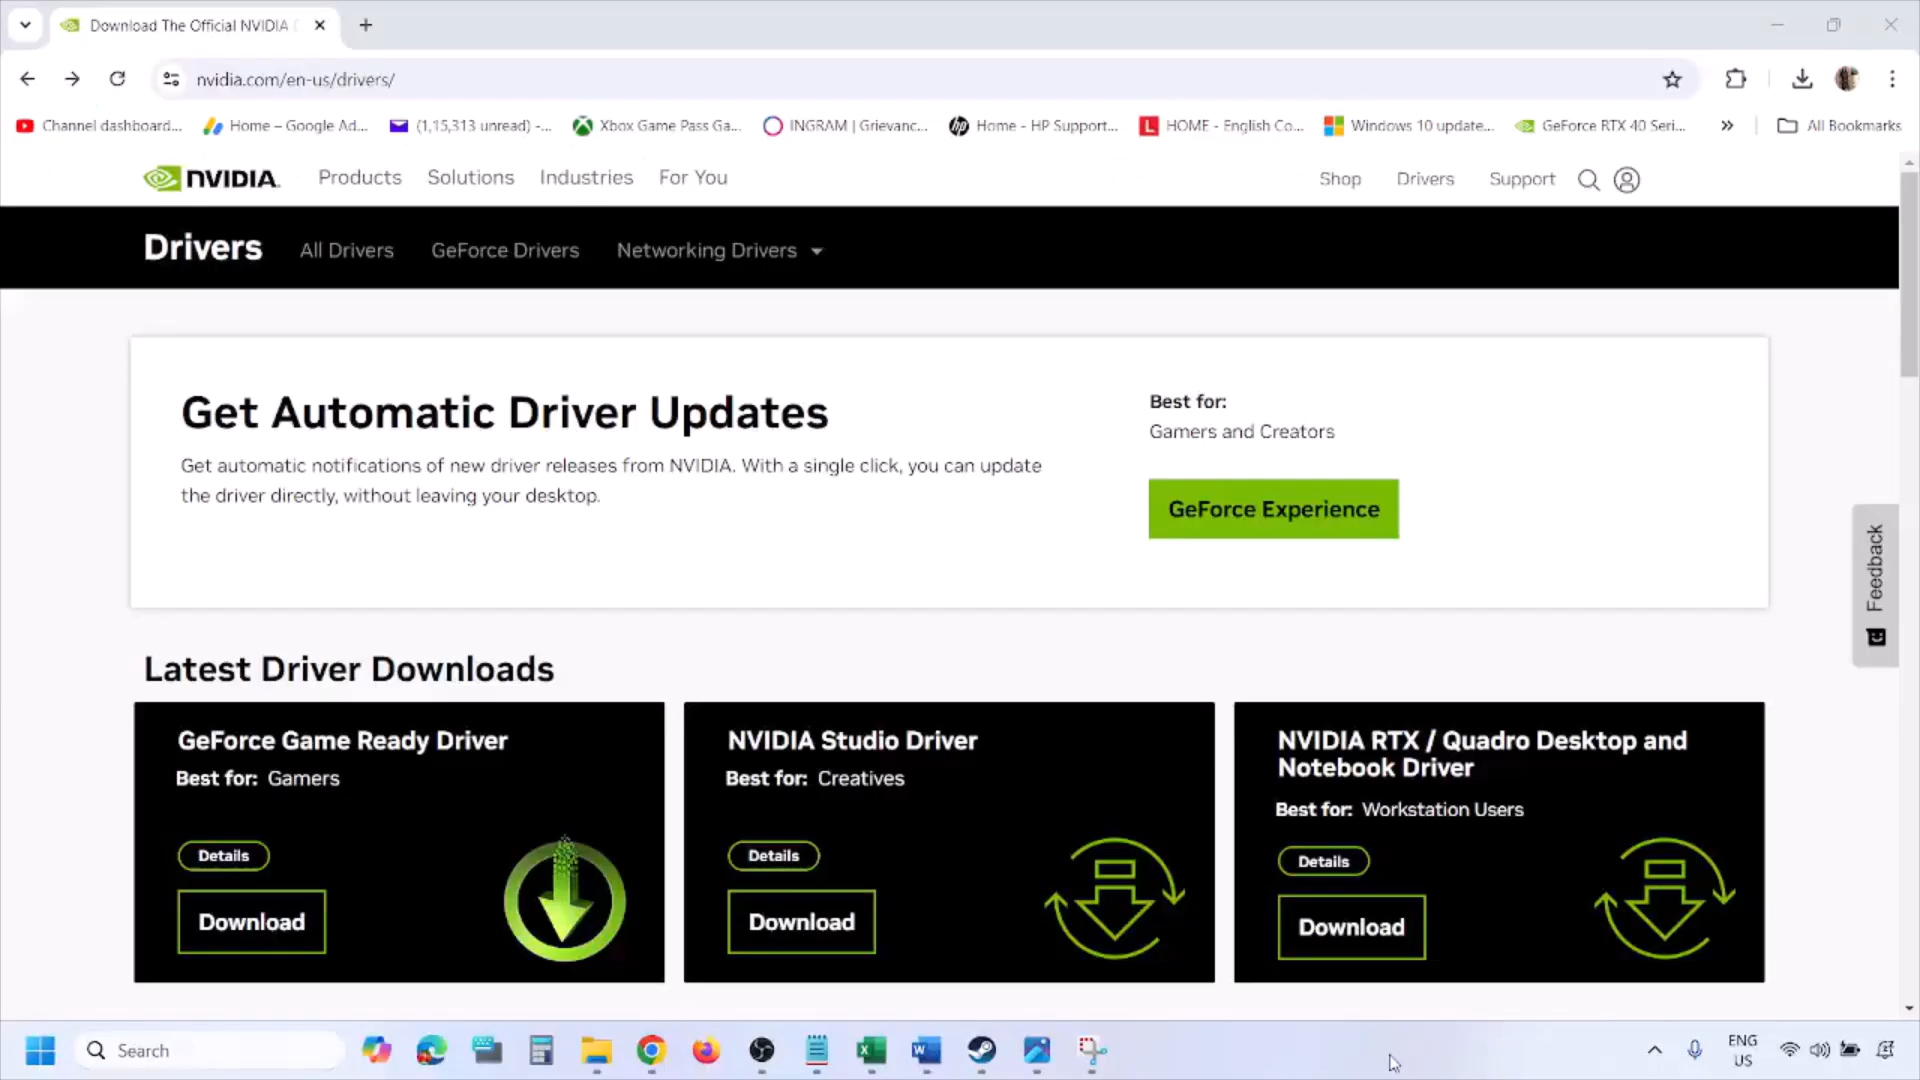 Download The Official NVIDIA
nvidia.com/en-us/drivers/
Channel dashboard...
Home – Google Ad...
(1,15,313 unread) -...
Xbox Game Pass Ga...
INGRAM | Grievanc...
Home - HP Support...
HOME - English Co...
Windows 10 update...
GeForce RTX 40 Seri...
All Bookmarks
NVIDIA.
Products
Solutions
Industries
For You
Shop
Drivers
Support
Drivers
All Drivers
GeForce Drivers
Networking Drivers
Get Automatic Driver Updates
Get automatic notifications of new driver releases from NVIDIA. With a single click, you can update
the driver directly, without leaving your desktop.
Best for:
Gamers and Creators
GeForce Experience
Feedback
Latest Driver Downloads
GeForce Game Ready Driver
Best for: Gamers
Details
Download
NVIDIA Studio Driver
Best for: Creatives
Details
Download
NVIDIA RTX / Quadro Desktop and
Notebook Driver
Best for: Workstation Users
Details
Download
Search
ENG
US